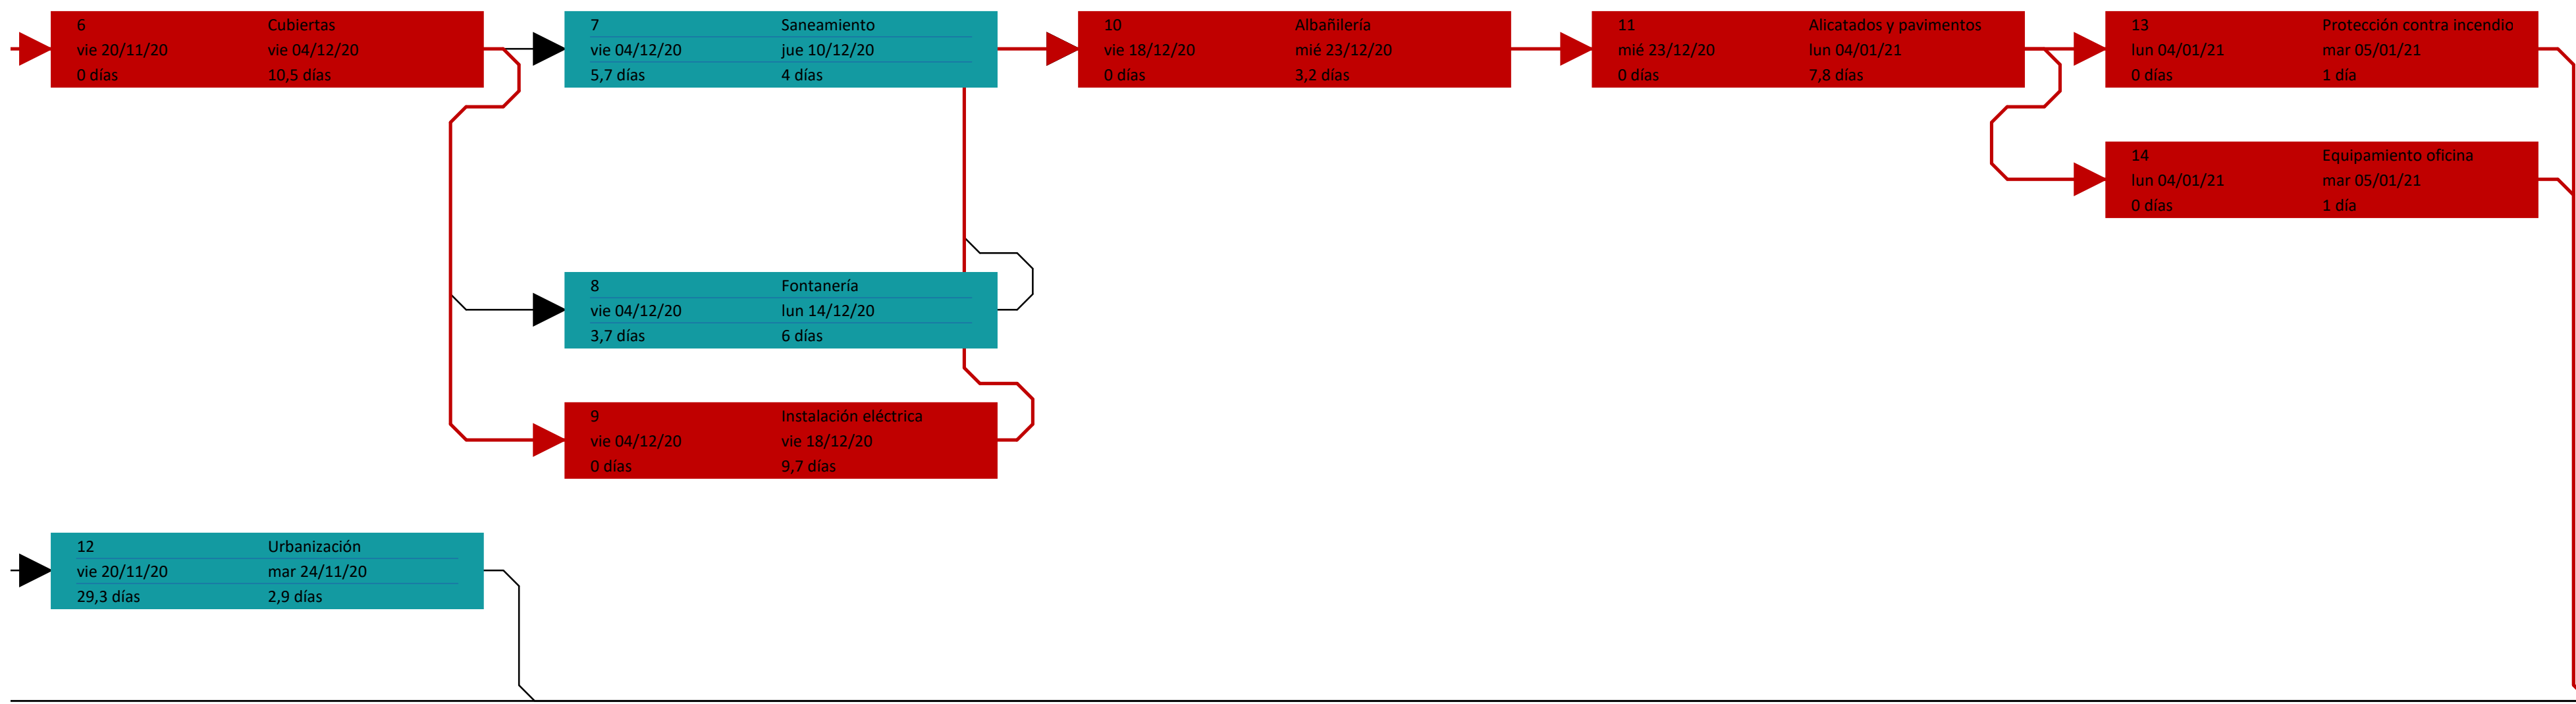 6 Cubiertas
vie 20/11/20 vie 04/12/20
0 días 10,5 días
7 Saneamiento
vie 04/12/20 jue 10/12/20
5,7 días 4 días
10 Albañilería
vie 18/12/20 mié 23/12/20
0 días 3,2 días
11 Alicatados y pavimentos
mié 23/12/20 lun 04/01/21
0 días 7,8 días
13 Protección contra incendio
lun 04/01/21 mar 05/01/21
0 días 1 día
14 Equipamiento oficina
lun 04/01/21 mar 05/01/21
0 días 1 día
8 Fontanería
vie 04/12/20 lun 14/12/20
3,7 días 6 días
9 Instalación eléctrica
vie 04/12/20 vie 18/12/20
0 días 9,7 días
12 Urbanización
vie 20/11/20 mar 24/11/20
29,3 días 2,9 días